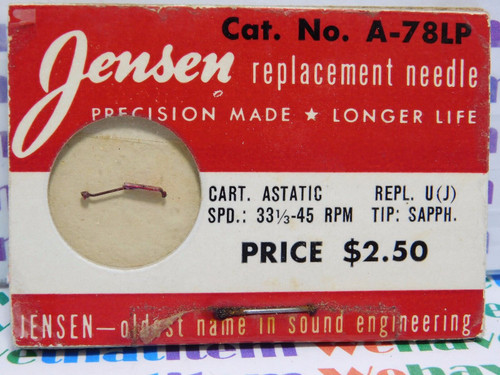 Cat. No. A-78LP
Jensen replacement needle
PRECISION MADE ★ LONGER LIFE
CART. ASTATIC REPL. U(J)
SPD.: 33⅓-45 RPM TIP: SAPPH.
PRICE $2.50
JENSEN—oldest name in sound engineering